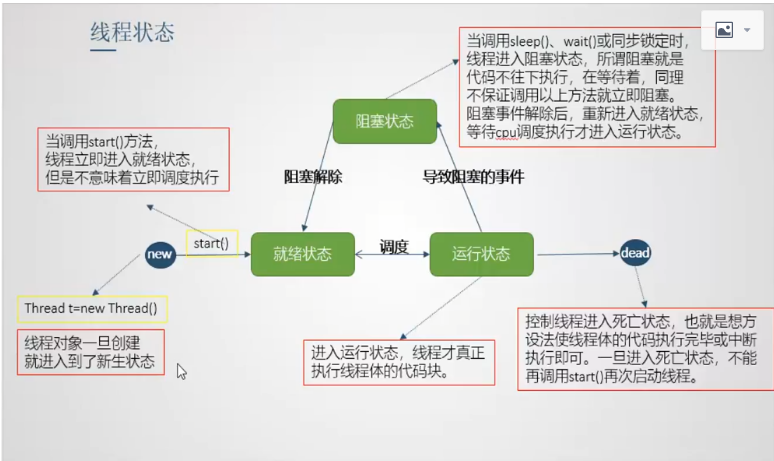 线程状态
当调用sleep()、wait()或同步锁定时,
线程进入阻塞状态，所谓阻塞就是
代码不往下执行，在等待着，同理
不保证调用以上方法就立即阻塞。
阻塞事件解除后，重新进入就绪状态，
等待cpu调度执行才进入运行状态。
阻塞状态
当调用start()方法，
线程立即进入就绪状态，
但是不意味着立即调度执行
阻塞解除
导致阻塞的事件
start()
new
就绪状态
调度
运行状态
dead
Thread t=new Thread()
线程对象一旦创建
就进入到了新生状态
进入运行状态，线程才真正
执行线程体的代码块。
控制线程进入死亡状态，也就是想方
设法使线程体的代码执行完毕或中断
执行即可。一旦进入死亡状态，不能
再调用start()再次启动线程。